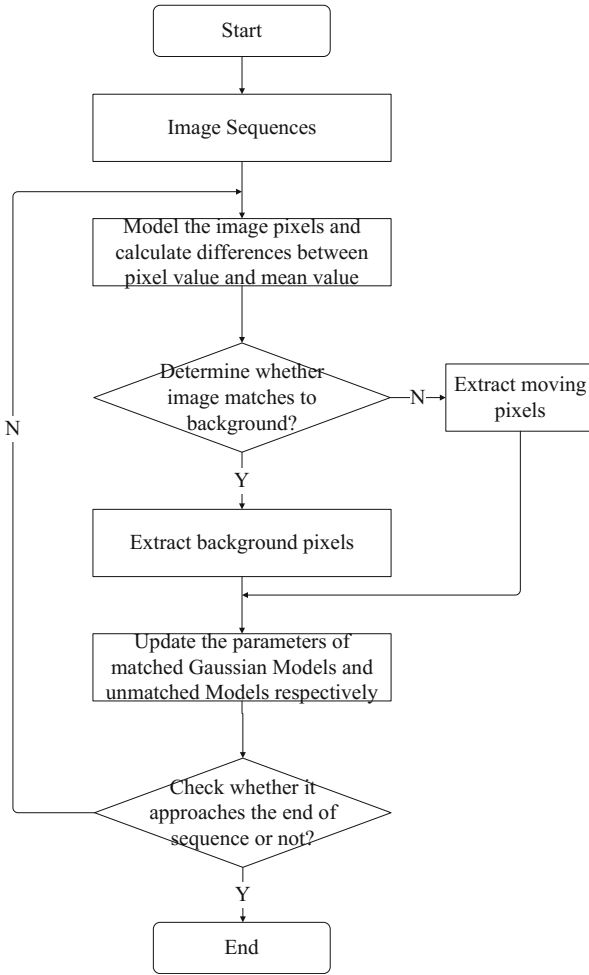 Start
Image Sequences
Model the image pixels and
calculate differences between
pixel value and mean value
Determine whether
image matches to
background?
N
Extract moving
pixels
N
Y
Extract background pixels
Update the parameters of
matched Gaussian Models and
unmatched Models respectively
Check whether it
approaches the end of
sequence or not?
Y
End